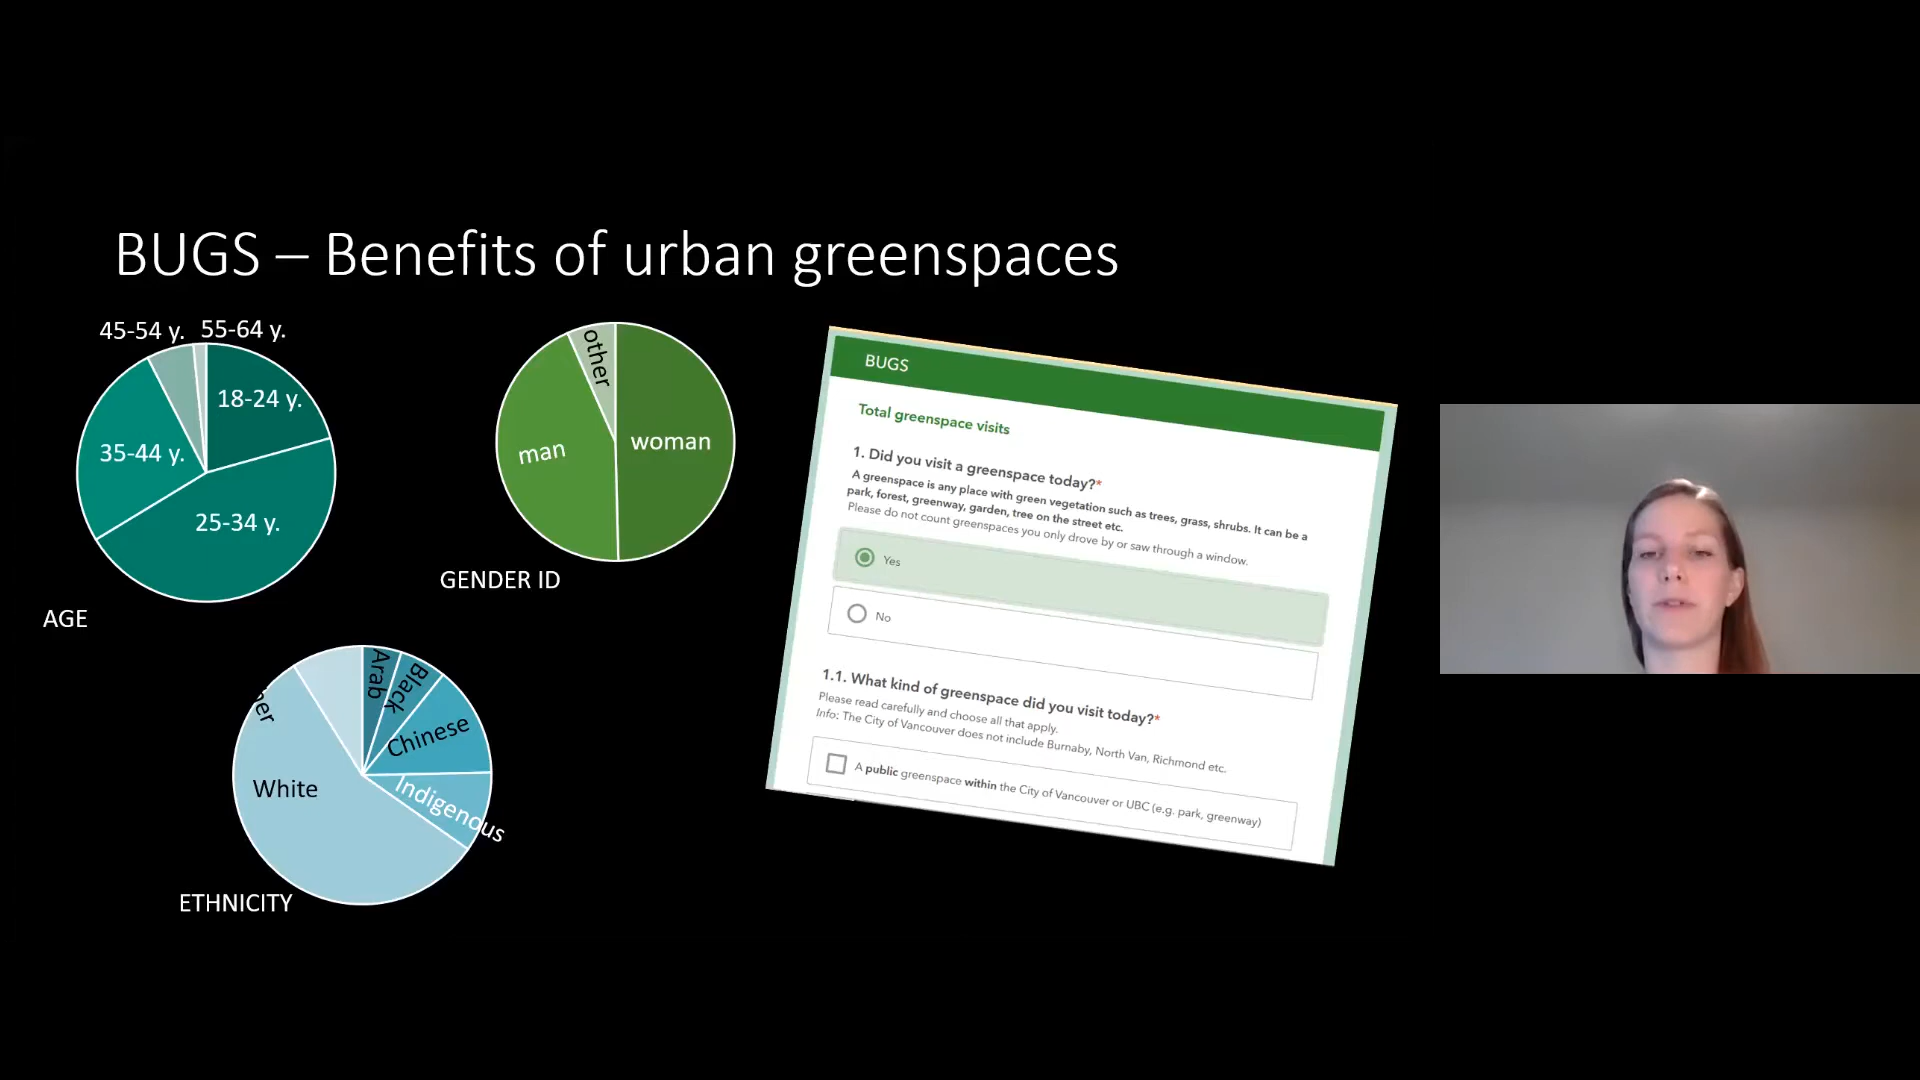 BUGS – Benefits of urban greenspaces
45-54 y.
55-64 y.
18-24 y.
35-44 y.
25-34 y.
AGE
other
man
woman
GENDER ID
Arab
Black
Chinese
Indigenous
White
ETHNICITY
BUGS
Total greenspace visits
1. Did you visit a greenspace today?*
A greenspace is any place with green vegetation such as trees, grass, shrubs. It can be a
park, forest, greenway, garden, tree on the street etc.
Please do not count greenspaces you only drove by or saw through a window.
Yes
No
1.1. What kind of greenspace did you visit today?*
Please read carefully and choose all that apply.
Info: The City of Vancouver does not include Burnaby, North Van, Richmond etc.
A public greenspace within the City of Vancouver or UBC (e.g. park, greenway)